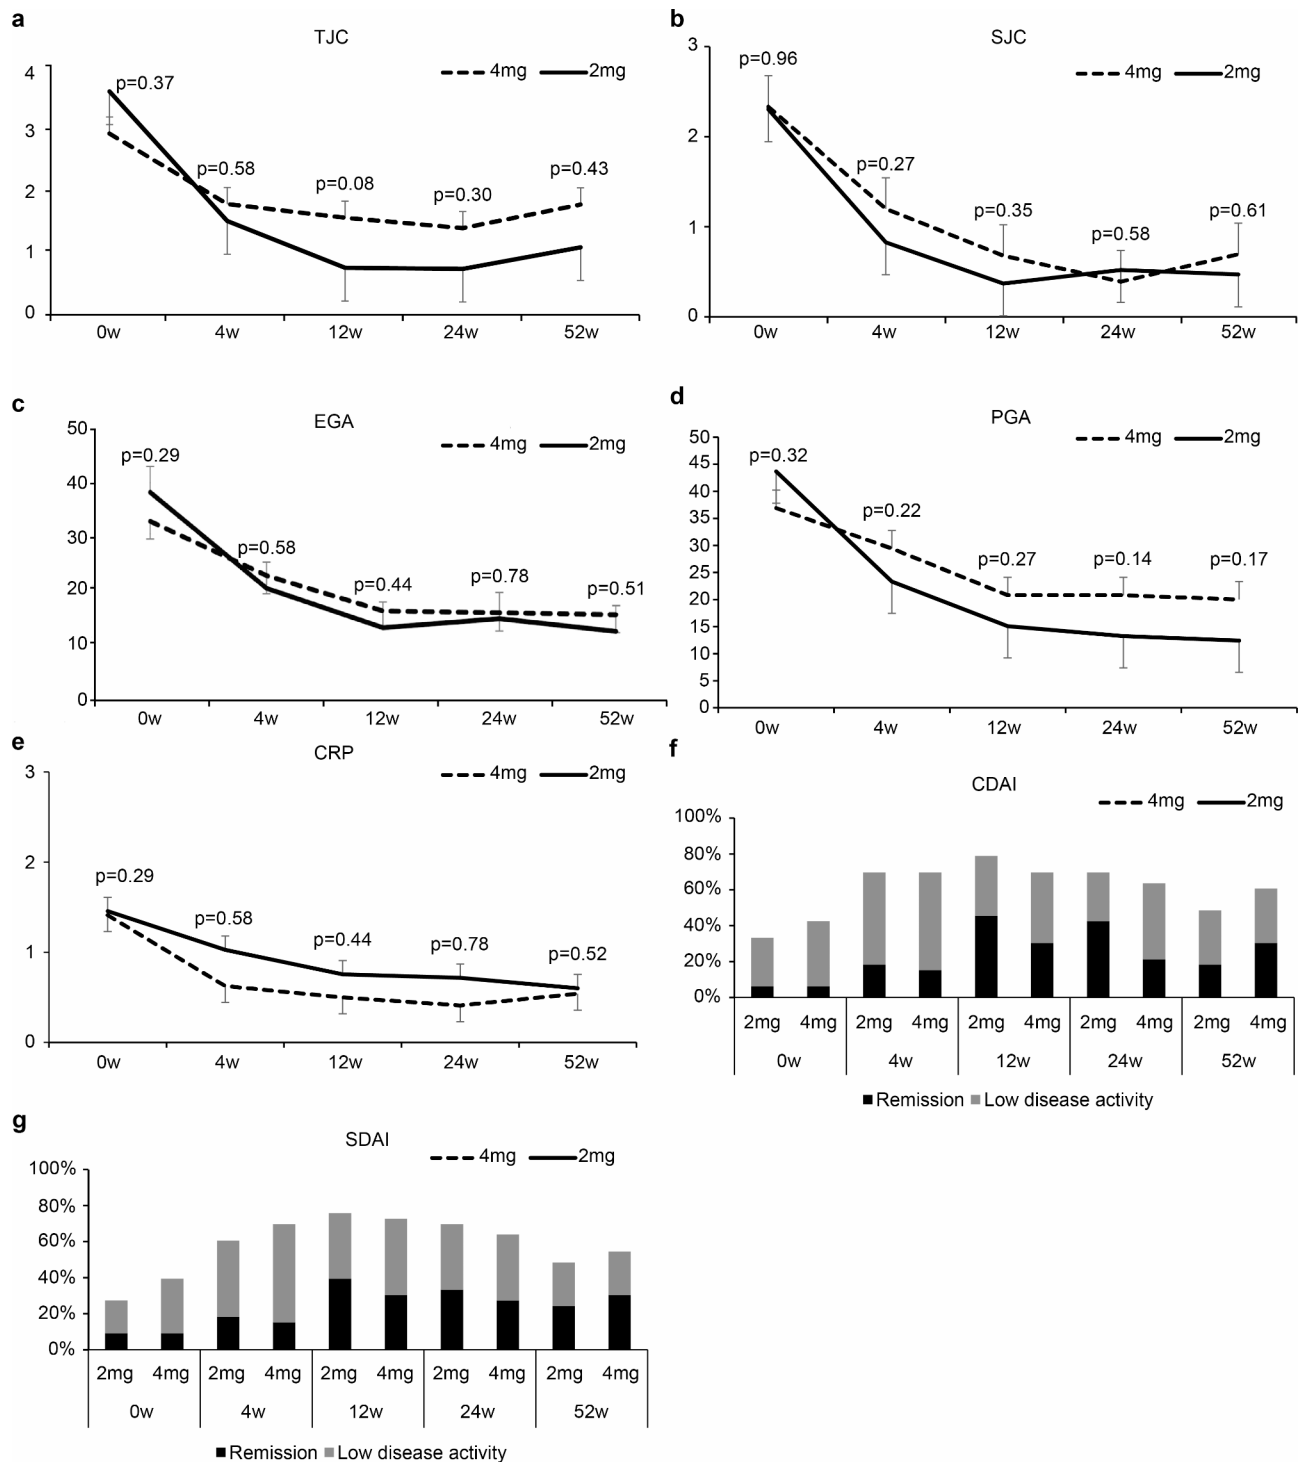 a
TJC
4mg 2mg
4
3
2
1
0
p=0.37
p=0.58
p=0.08
p=0.30
p=0.43
0w 4w 12w 24w 52w
b
SJC
4mg 2mg
3
2
1
0
p=0.96
p=0.27
p=0.35
p=0.58
p=0.61
0w 4w 12w 24w 52w
c
EGA
4mg 2mg
50
40
30
20
10
0
p=0.29
p=0.58
p=0.44
p=0.78
p=0.51
0w 4w 12w 24w 52w
d
PGA
4mg 2mg
50
45
40
35
30
25
20
15
10
5
0
p=0.32
p=0.22
p=0.27
p=0.14
p=0.17
0w 4w 12w 24w 52w
e
CRP
4mg 2mg
3
2
1
0
p=0.29
p=0.58
p=0.44
p=0.78
p=0.52
0w 4w 12w 24w 52w
f
CDAI
4mg 2mg
100%
80%
60%
40%
20%
0%
2mg 4mg 2mg 4mg 2mg 4mg 2mg 4mg 2mg 4mg
0w 4w 12w 24w 52w
Remission Low disease activity
g
SDAI
4mg 2mg
100%
80%
60%
40%
20%
0%
2mg 4mg 2mg 4mg 2mg 4mg 2mg 4mg 2mg 4mg
0w 4w 12w 24w 52w
Remission Low disease activity